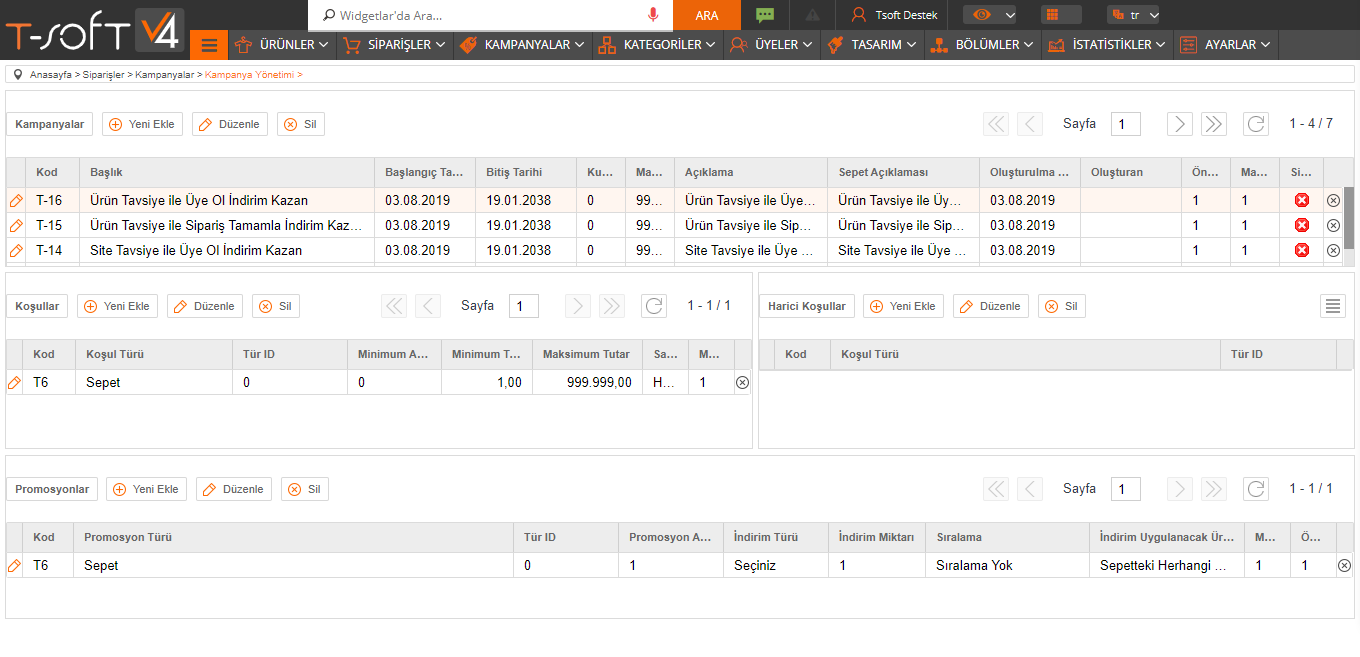 T-SOFT V4
Widgetlar'da Ara... ARA Tsoft Destek tr
ÜRÜNLER SİPARİŞLER KAMPANYALAR KATEGORİLER ÜYELER TASARIM BÖLÜMLER İSTATİSTİKLER AYARLAR
Anasayfa > Siparişler > Kampanyalar > Kampanya Yönetimi >
Kampanyalar Yeni Ekle Düzenle Sil Sayfa 1 1 - 4 / 7
Kod Başlık Başlangıç Ta... Bitiş Tarihi Ku... Ma... Açıklama Sepet Açıklaması Oluşturulma ... Oluşturan Ön... Ma... Si...
T-16 Ürün Tavsiye ile Üye Ol İndirim Kazan 03.08.2019 19.01.2038 0 99... Ürün Tavsiye ile Üye... Ürün Tavsiye ile Üy... 03.08.2019 1 1
T-15 Ürün Tavsiye ile Sipariş Tamamla İndirim Kaz... 03.08.2019 19.01.2038 0 99... Ürün Tavsiye ile Sip... Ürün Tavsiye ile Sip... 03.08.2019 1 1
T-14 Site Tavsiye ile Üye Ol İndirim Kazan 03.08.2019 19.01.2038 0 99... Site Tavsiye ile Üye ... Site Tavsiye ile Üye ... 03.08.2019 1 1
Koşullar Yeni Ekle Düzenle Sil Sayfa 1 1 - 1 / 1
Kod Koşul Türü Tür ID Minimum A... Minimum T... Maksimum Tutar Sa... M...
T6 Sepet 0 0 1,00 999.999,00 H... 1
Harici Koşullar Yeni Ekle Düzenle Sil
Kod Koşul Türü Tür ID
Promosyonlar Yeni Ekle Düzenle Sil Sayfa 1 1 - 1 / 1
Kod Promosyon Türü Tür ID Promosyon A... İndirim Türü İndirim Miktarı Sıralama İndirim Uygulanacak Ür... M... Ö...
T6 Sepet 0 1 Seçiniz 1 Sıralama Yok Sepetteki Herhangi ... 1 1